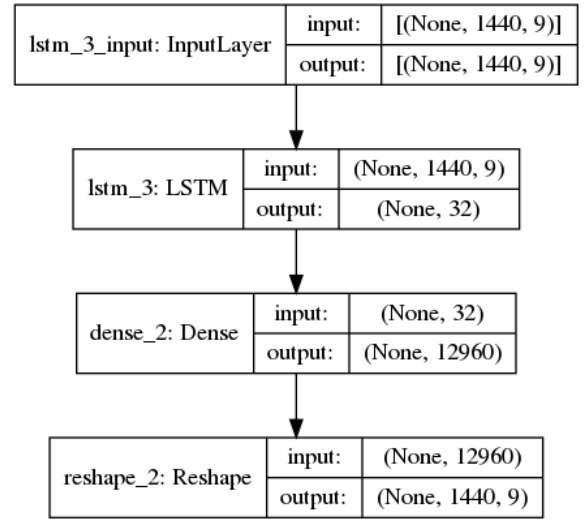 lstm_3_input: InputLayer
input: [(None, 1440, 9)]
output: [(None, 1440, 9)]
lstm_3: LSTM
input: (None, 1440, 9)
output: (None, 32)
dense_2: Dense
input: (None, 32)
output: (None, 12960)
reshape_2: Reshape
input: (None, 12960)
output: (None, 1440, 9)